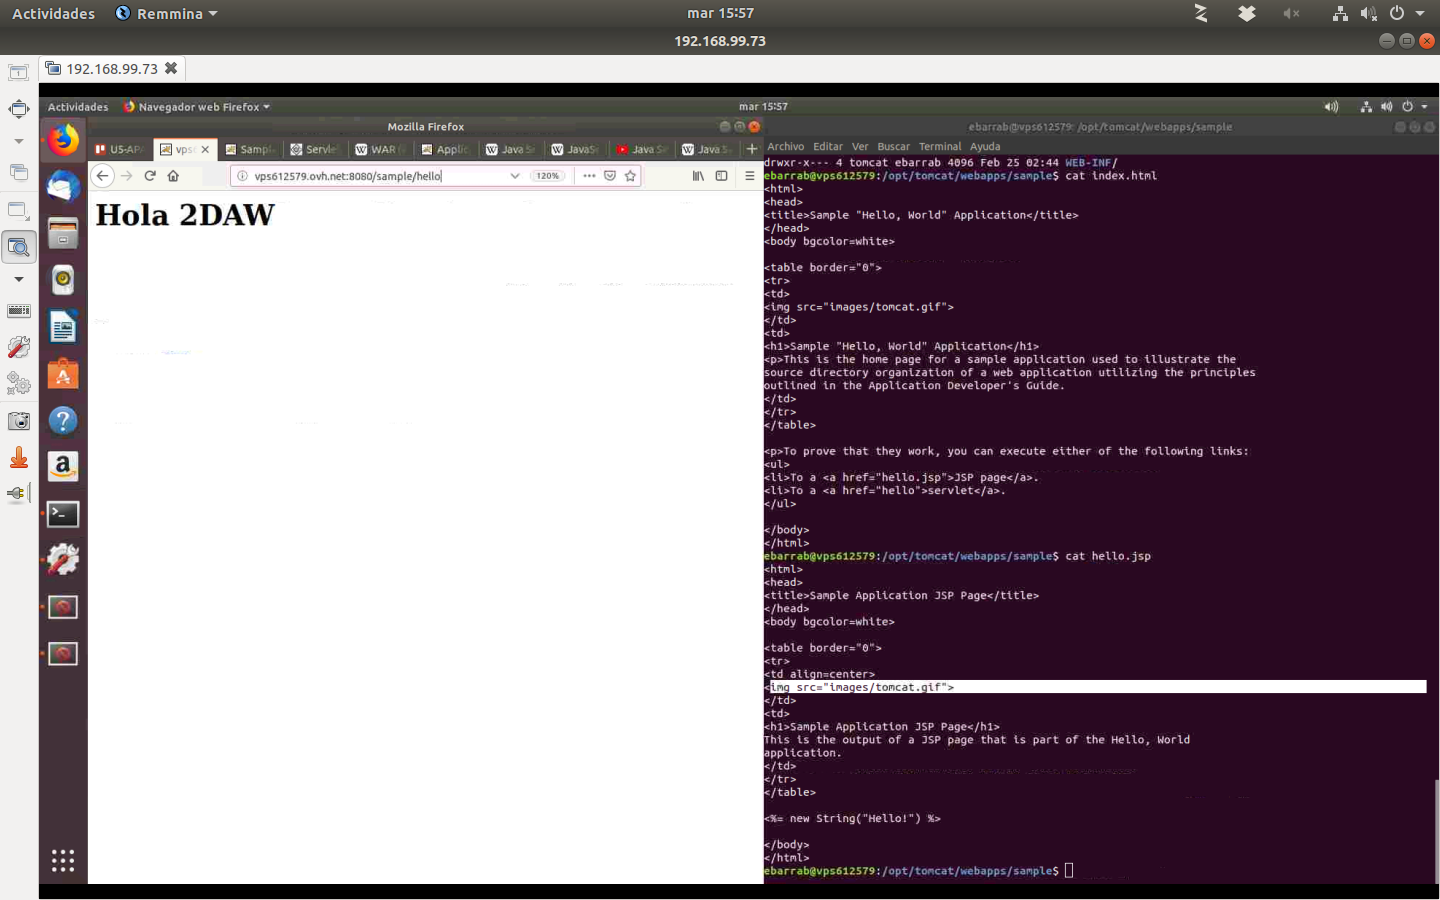 Actividades
Remmina
mar 15:57
192.168.99.73
192.168.99.73
Actividades
Navegador web Firefox
mar 15:57
Mozilla Firefox
ebarrab@vps612579: /opt/tomcat/webapps/sample
U5-AP
vps
Sampl
Servle
WAR
Applic
Java S
JavaSe
Java S
Java S
vps612579.ovh.net:8080/sample/hello
120%
Hola 2DAW
Archivo Editar Ver Buscar Terminal Ayuda
drwxr-x--- 4 tomcat ebarrab 4096 Feb 25 02:44 WEB-INF/
ebarrab@vps612579:/opt/tomcat/webapps/sample$ cat index.html
<html>
<head>
<title>Sample "Hello, World" Application</title>
</head>
<body bgcolor=white>
<table border="0">
<tr>
<td>
<img src="images/tomcat.gif">
</td>
<td>
<h1>Sample "Hello, World" Application</h1>
<p>This is the home page for a sample application used to illustrate the
source directory organization of a web application utilizing the principles
outlined in the Application Developer's Guide.
</td>
</tr>
</table>
<p>To prove that they work, you can execute either of the following links:
<ul>
<li>To a <a href="hello.jsp">JSP page</a>.
<li>To a <a href="hello">servlet</a>.
</ul>
</body>
</html>
ebarrab@vps612579:/opt/tomcat/webapps/sample$ cat hello.jsp
<html>
<head>
<title>Sample Application JSP Page</title>
</head>
<body bgcolor=white>
<table border="0">
<tr>
<td align=center>
<img src="images/tomcat.gif">
</td>
<td>
<h1>Sample Application JSP Page</h1>
This is the output of a JSP page that is part of the Hello, World
application.
</td>
</tr>
</table>
<%= new String("Hello!") %>
</body>
</html>
ebarrab@vps612579:/opt/tomcat/webapps/sample$